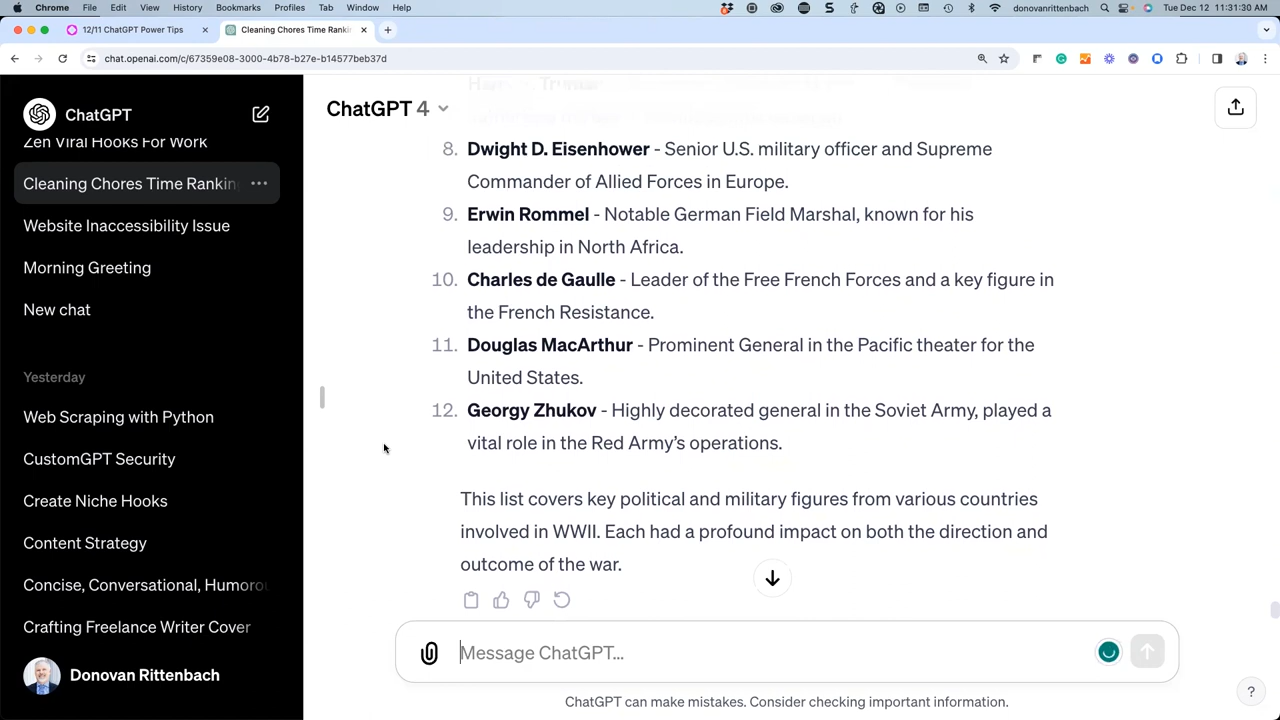 Chrome File Edit View History Bookmarks Profiles Tab Window Help donovanrittenbach Tue Dec 12 11:31:30 AM
12/11 ChatGPT Power Tips Cleaning Chores Time Ranki
chat.openai.com/c/67359e08-3000-4b78-b27e-b14577beb37d
ChatGPT
Zen Viral Hooks For Work
Cleaning Chores Time Rankin
Website Inaccessibility Issue
Morning Greeting
New chat
Yesterday
Web Scraping with Python
CustomGPT Security
Create Niche Hooks
Content Strategy
Concise, Conversational, Humoro
Crafting Freelance Writer Cover
Donovan Rittenbach
ChatGPT 4
8. Dwight D. Eisenhower - Senior U.S. military officer and Supreme
Commander of Allied Forces in Europe.
9. Erwin Rommel - Notable German Field Marshal, known for his
leadership in North Africa.
10. Charles de Gaulle - Leader of the Free French Forces and a key figure in
the French Resistance.
11. Douglas MacArthur - Prominent General in the Pacific theater for the
United States.
12. Georgy Zhukov - Highly decorated general in the Soviet Army, played a
vital role in the Red Army’s operations.
This list covers key political and military figures from various countries
involved in WWII. Each had a profound impact on both the direction and
outcome of the war.
Message ChatGPT...
ChatGPT can make mistakes. Consider checking important information.
?